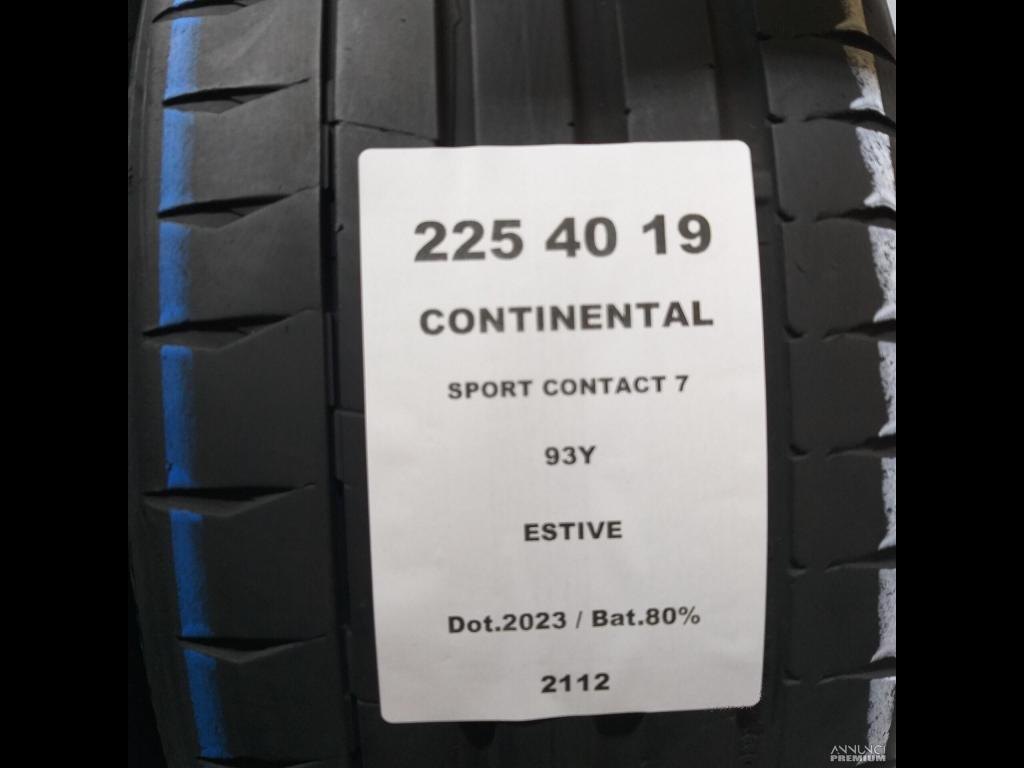 225 40 19
CONTINENTAL
SPORT CONTACT 7
93Y
ESTIVE
Dot.2023 / Bat.80%
2112
ANNUNCI
PREMIUM